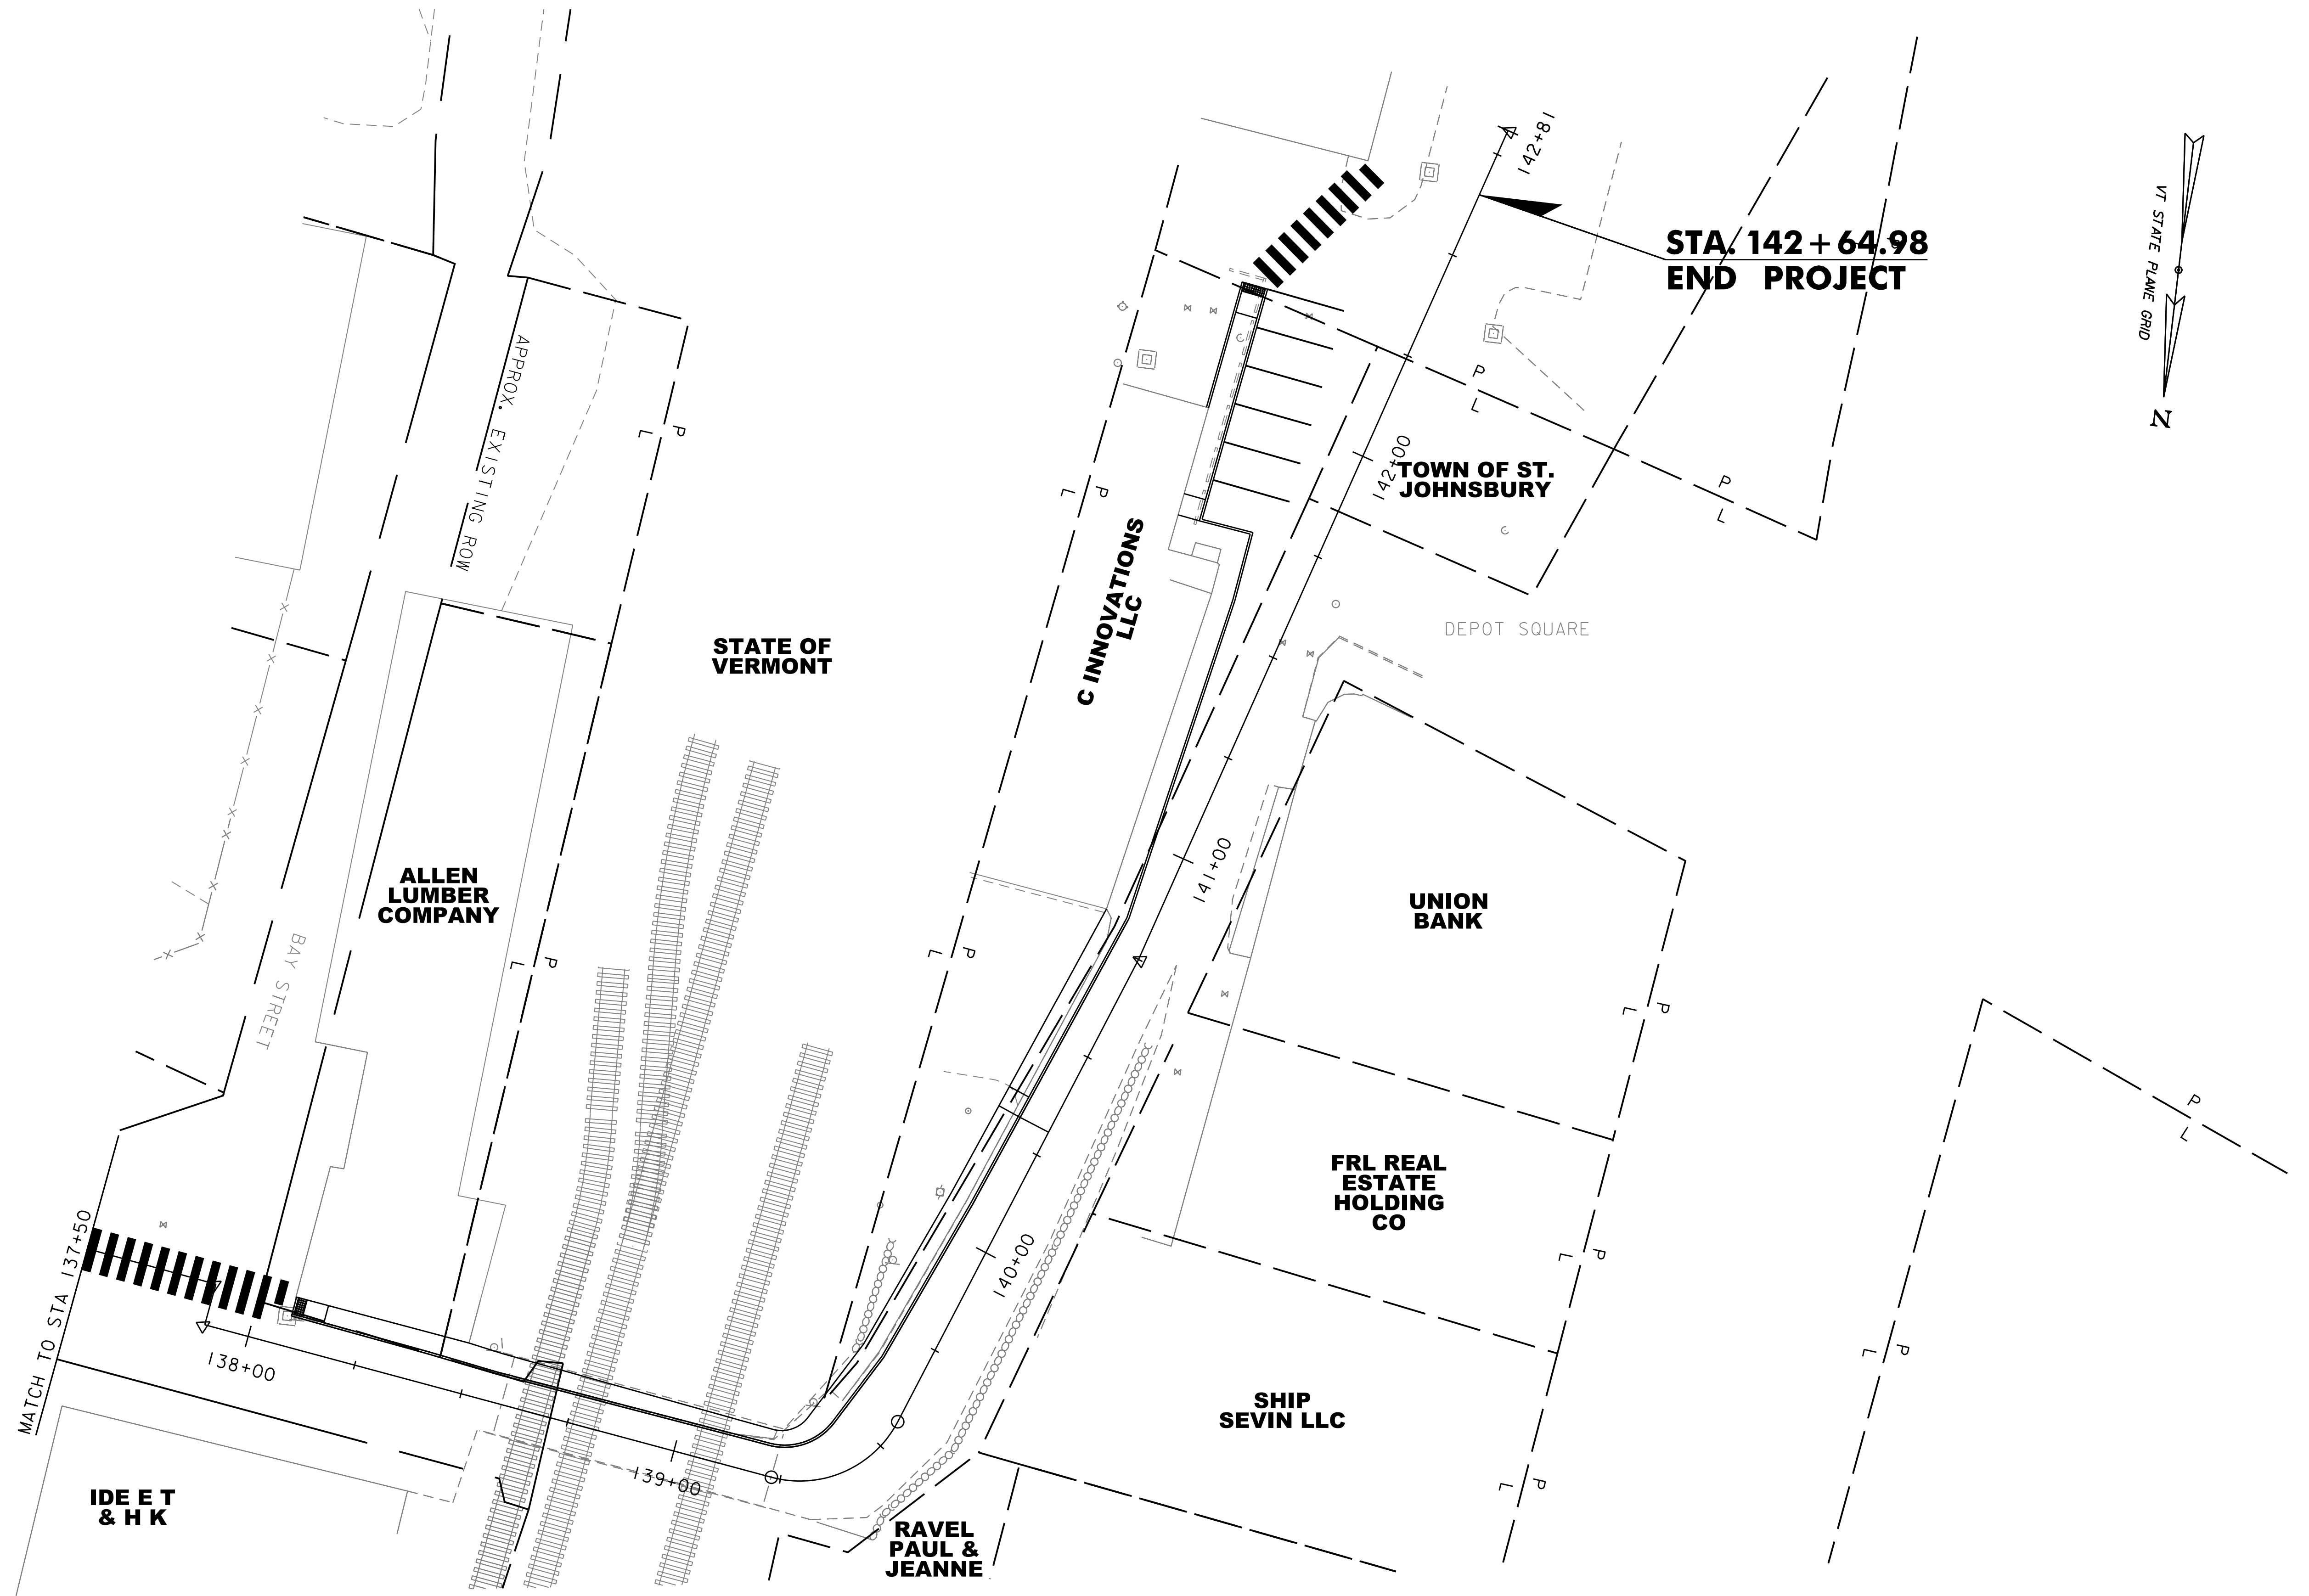 142+81
STA. 142+64.98
END PROJECT
VT STATE PLANE GRID
N
APPROX. EXISTING ROW
P
L
P
L
P
L
P
L
142+00
TOWN OF ST.
JOHNSBURY
C INNOVATIONS
LLC
DEPOT SQUARE
STATE OF
VERMONT
ALLEN
LUMBER
COMPANY
141+00
UNION
BANK
BAY STREET
P
L
P
L
P
L
P
L
FRL REAL
ESTATE
HOLDING
CO
137+50
MATCH TO STA
140+00
P
L
P
L
138+00
SHIP
SEVIN LLC
139+00
P
L
IDE E T
& H K
RAVEL
PAUL &
JEANNE